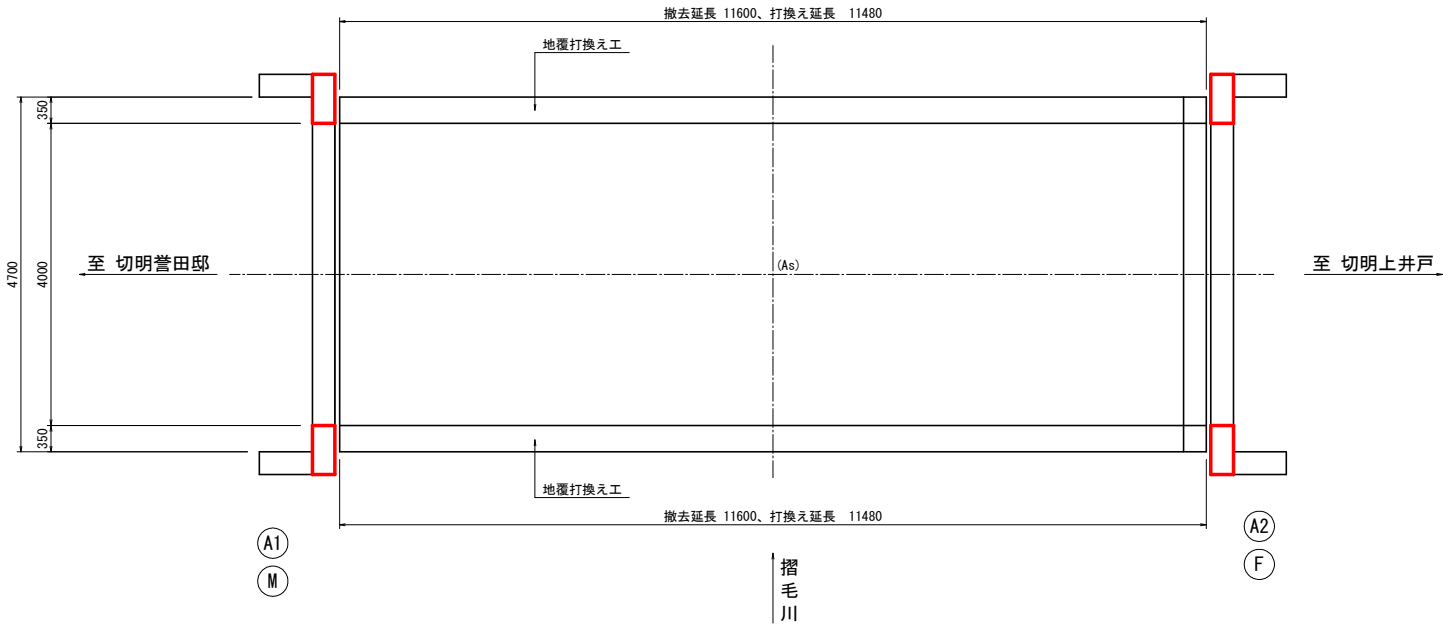 撤去延長 11600、打換え延長 11480
地覆打換え工
350
4000
4700
350
至 切明誉田邸
(As)
至 切明上井戸
地覆打換え工
撤去延長 11600、打換え延長 11480
A1
M
A2
F
摺毛川